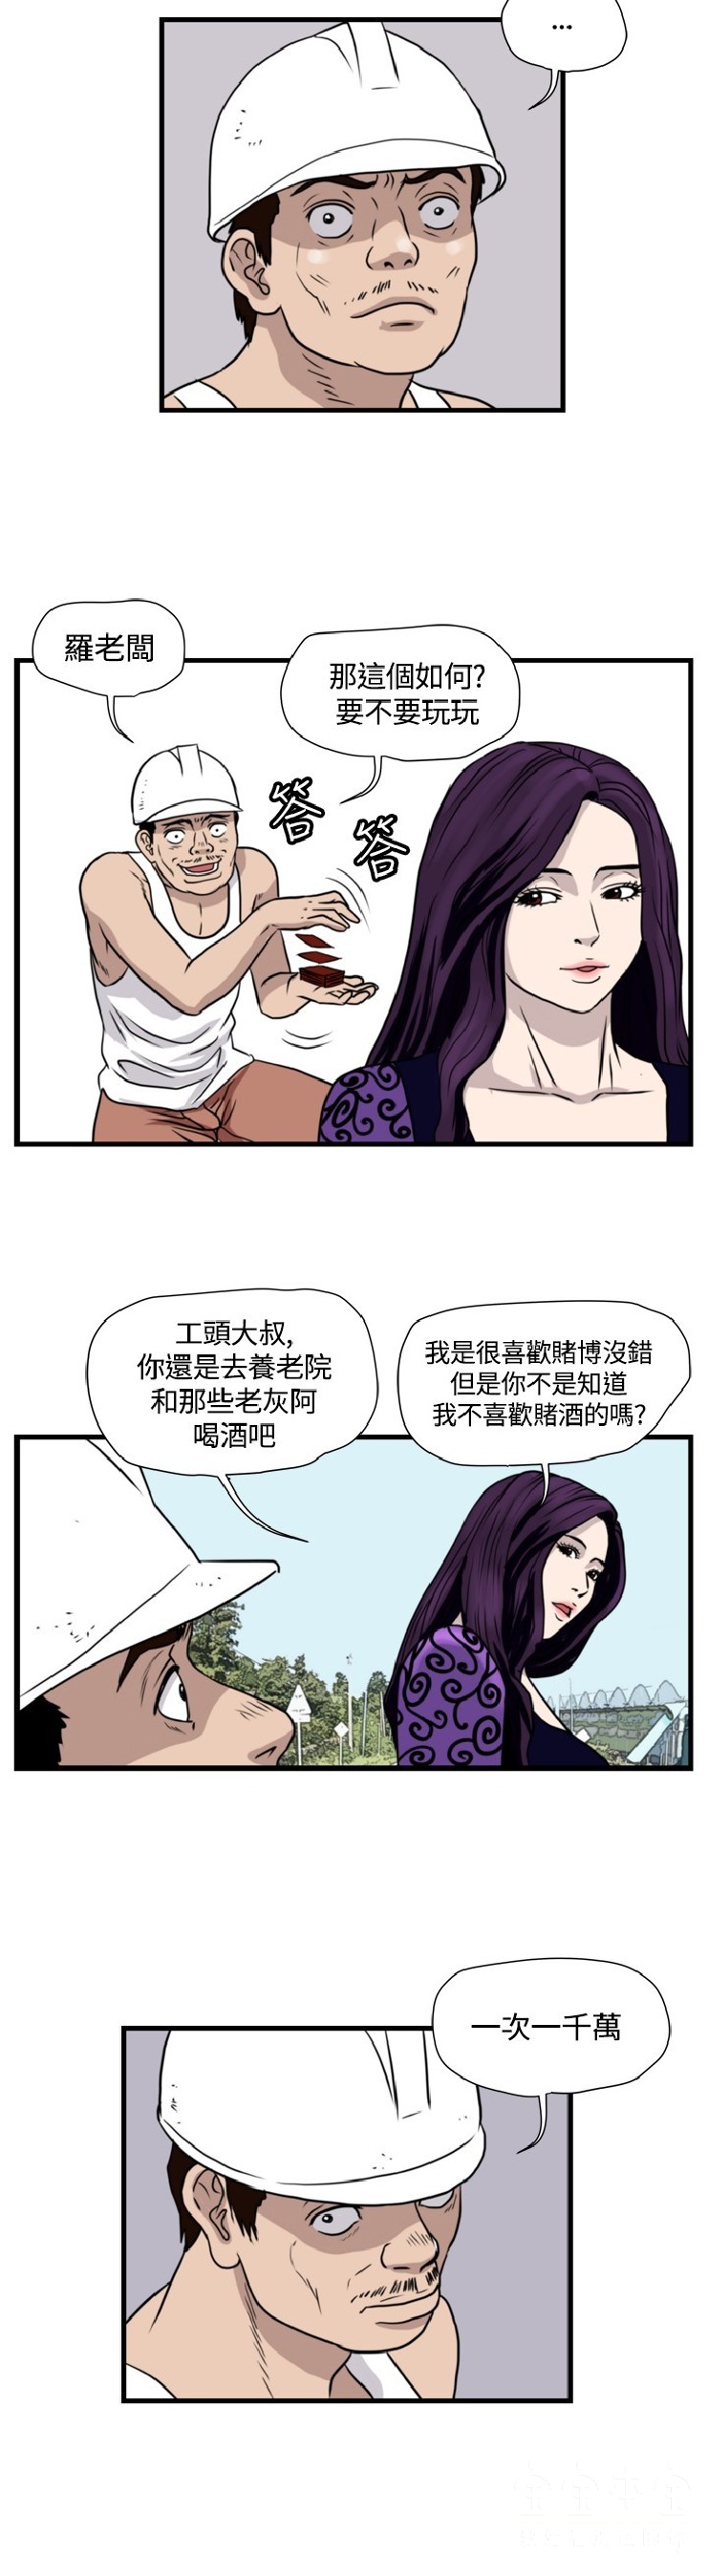 ...
羅老闆
那這個如何?
要不要玩玩
答
答
工頭大叔,
你還是去養老院
和那些老灰阿
喝酒吧
我是很喜歡賭博沒錯
但是你不是知道
我不喜歡賭酒的嗎?
一次一千萬